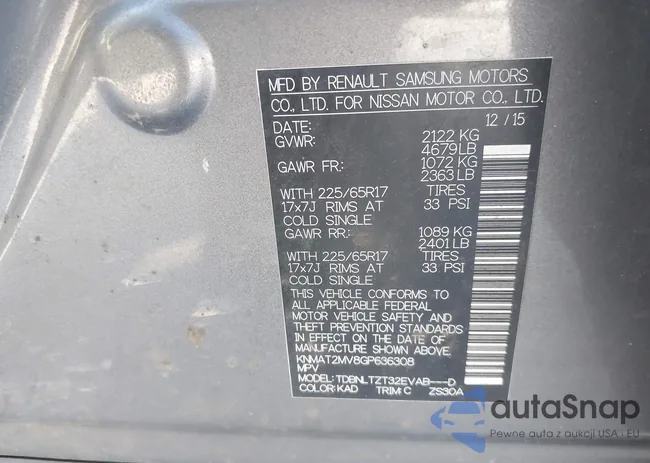 MFD BY RENAULT SAMSUNG MOTORS
CO., LTD. FOR NISSAN MOTOR CO., LTD.
DATE: 12 / 15
GVWR: 2122 KG
4679LB
GAWR FR: 1072 KG
2363 LB
WITH 225/65R17 TIRES
17x7J RIMS AT 33 PSI
COLD SINGLE
GAWR RR: 1089 KG
2401 LB
WITH 225/65R17 TIRES
17x7J RIMS AT 33 PSI
COLD SINGLE
THIS VEHICLE CONFORMS TO
ALL APPLICABLE FEDERAL
MOTOR VEHICLE SAFETY AND
THEFT PREVENTION STANDARDS
IN EFFECT ON THE DATE OF
MANUFACTURE SHOWN ABOVE.
KNMAT2MV8GP636308
MPV
MODEL: TDBNLTZT32EVAB---D
COLOR: KAD TRIM: C ZS30A
autoSnap
Pewne auta z aukcji USA i EU